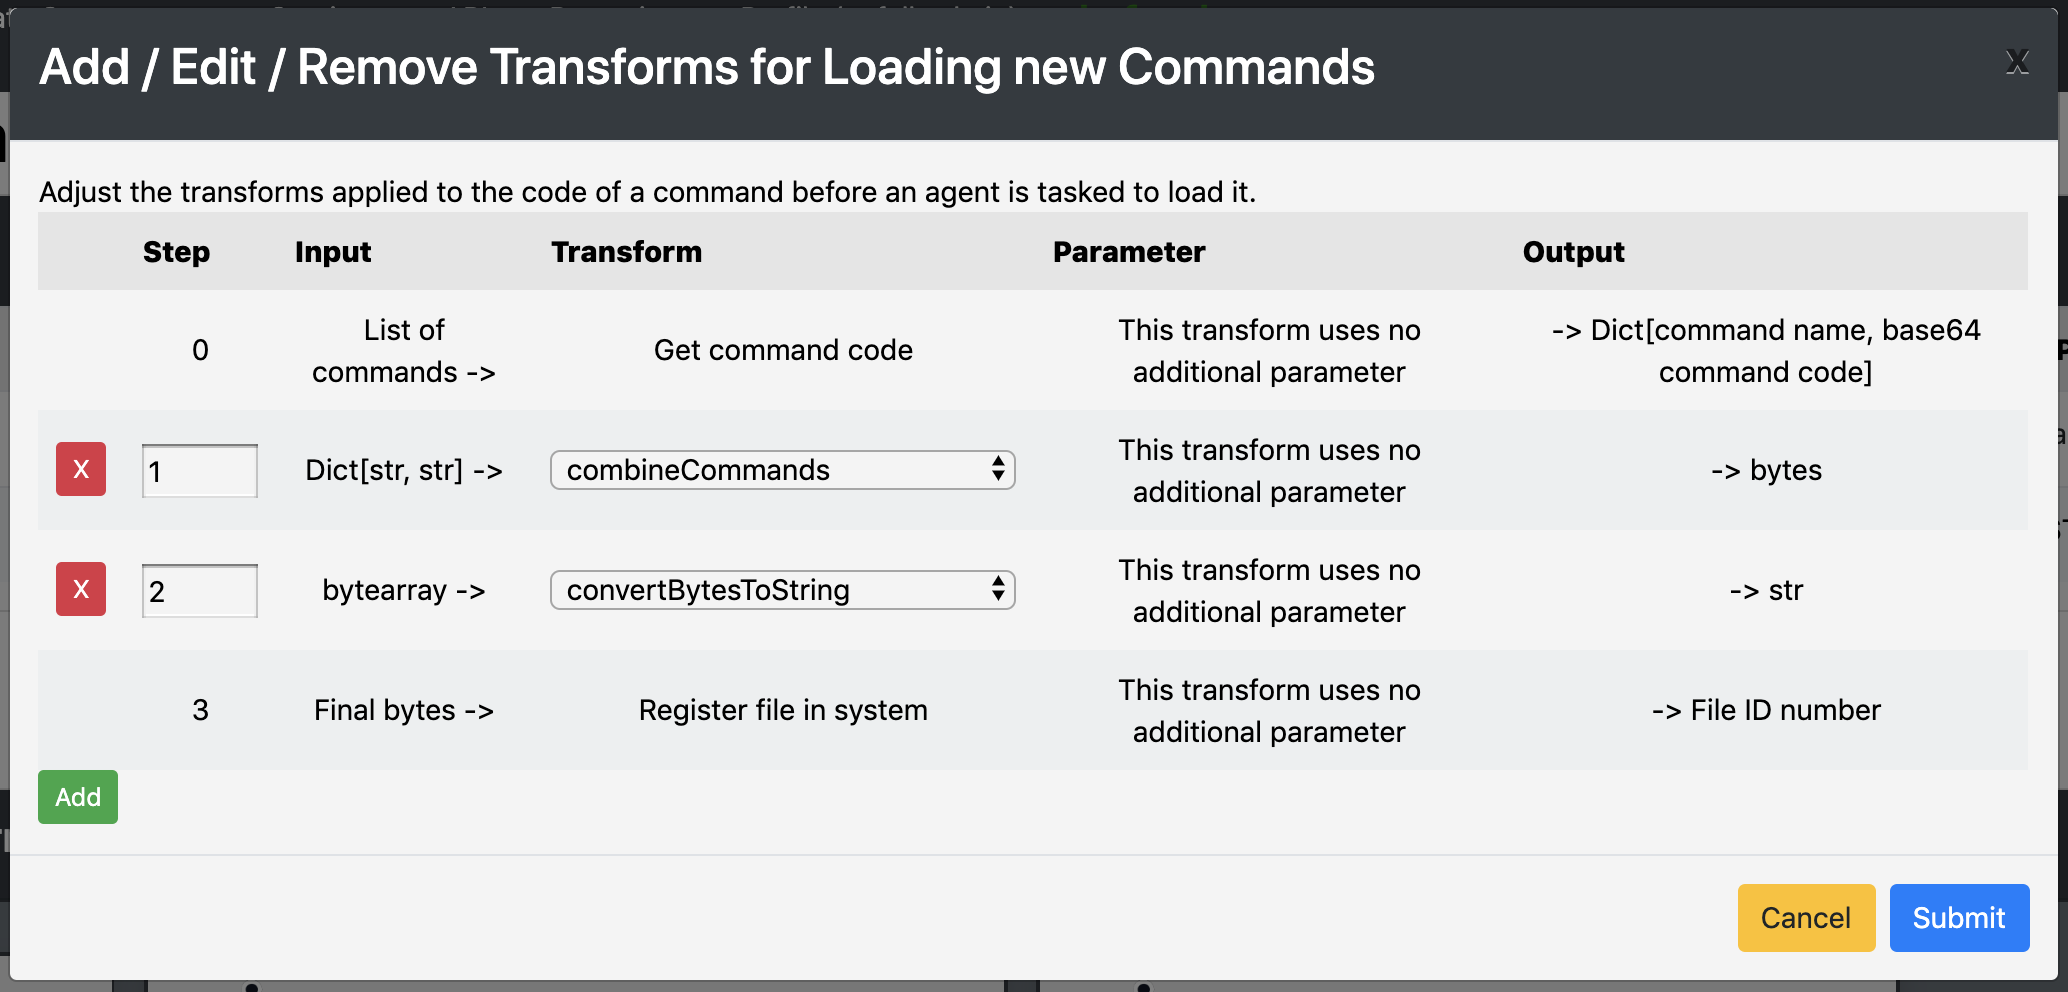 Add / Edit / Remove Transforms for Loading new Commands
X
Adjust the transforms applied to the code of a command before an agent is tasked to load it.
Step Input Transform Parameter Output
0 List of commands -> Get command code This transform uses no additional parameter -> Dict[command name, base64 command code]
X 1 Dict[str, str] -> combineCommands This transform uses no additional parameter -> bytes
X 2 bytearray -> convertBytesToString This transform uses no additional parameter -> str
3 Final bytes -> Register file in system This transform uses no additional parameter -> File ID number
Add
Cancel Submit